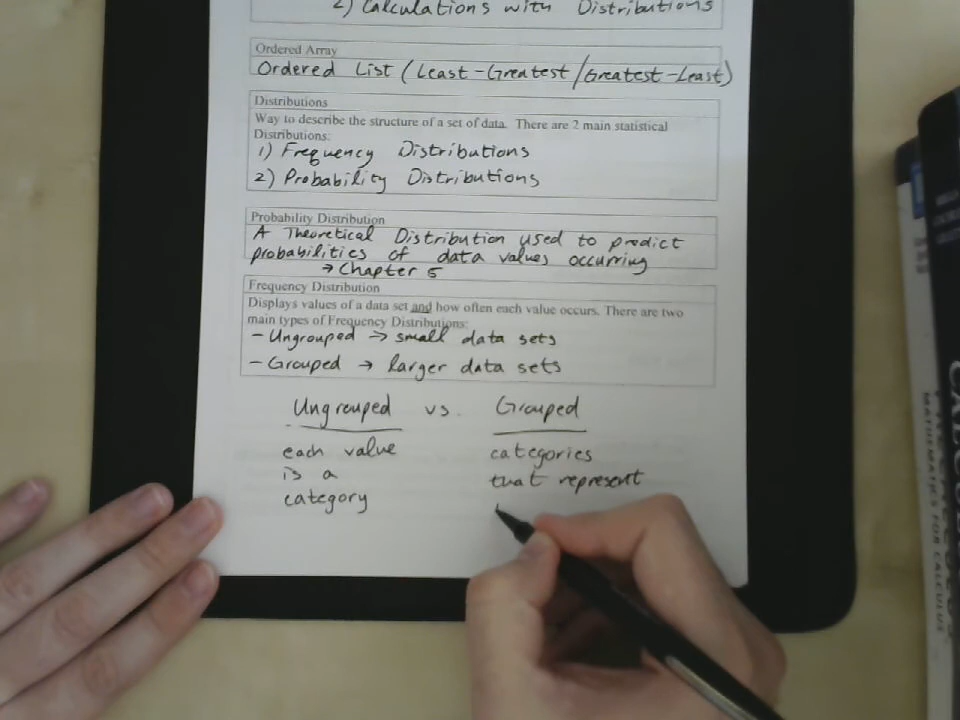 2) Calculations with Distributions
Ordered Array
Ordered List (Least-Greatest/Greatest-Least)
Distributions
Way to describe the structure of a set of data. There are 2 main statistical
Distributions:
1) Frequency Distributions
2) Probability Distributions
Probability Distribution
A Theoretical Distribution used to predict
probabilities of data values occurring
→ Chapter 5
Frequency Distribution
Displays values of a data set and how often each value occurs. There are two
main types of Frequency Distributions:
- Ungrouped → small data sets
- Grouped → larger data sets
Ungrouped vs. Grouped
each value categories
is a that represent
category
CALCULUS
MATHEMATICS FOR CALCULUS